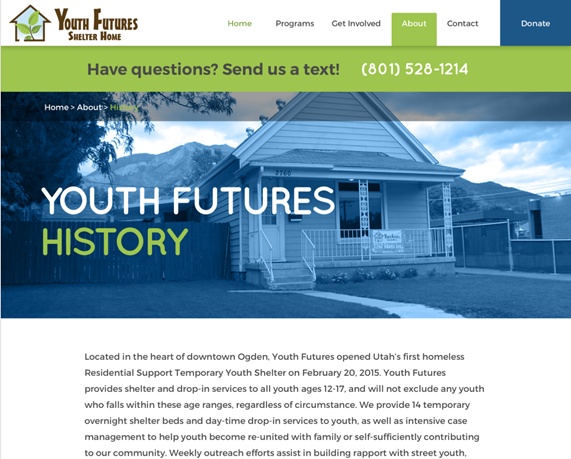 Youth Futures
Shelter Home
Home Programs Get Involved About Contact Donate
Have questions? Send us a text! (801) 528-1214
Home > About > History
2760
YOUTH FUTURES
HISTORY
Located in the heart of downtown Ogden, Youth Futures opened Utah's first homeless
Residential Support Temporary Youth Shelter on February 20, 2015. Youth Futures
provides shelter and drop-in services to all youth ages 12-17, and will not exclude any youth
who falls within these age ranges, regardless of circumstance. We provide 14 temporary
overnight shelter beds and day-time drop-in services to youth, as well as intensive case
management to help youth become re-united with family or self-sufficiently contributing
to our community. Weekly outreach efforts assist in building rapport with street youth,